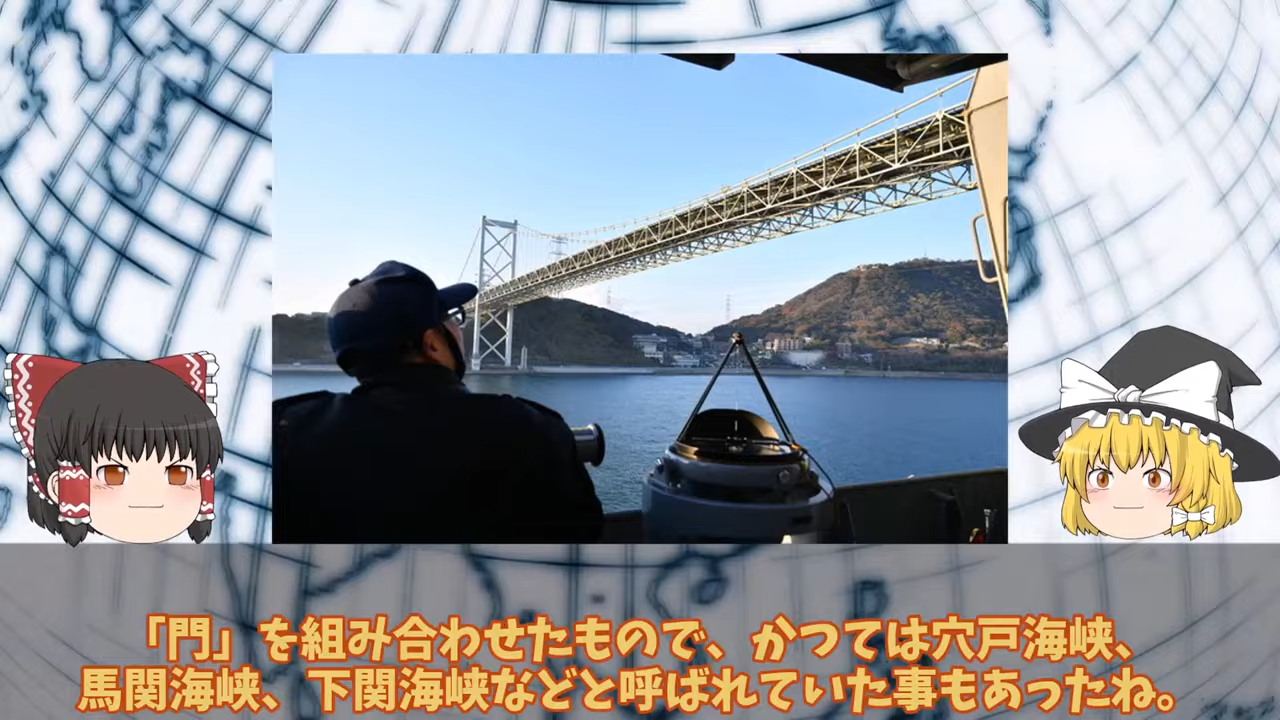 「門」を組み合わせたもので、かつては穴戸海峡、
馬関海峡、下関海峡などと呼ばれていた事もあったね。